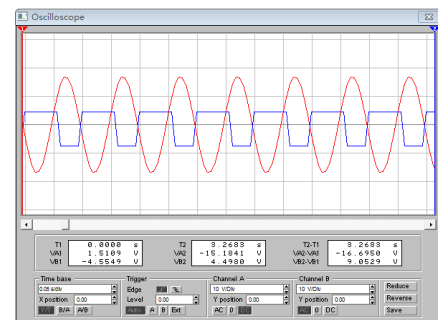 Oscilloscope
T1 0.0000 s T2 3.2683 s T2-T1 3.2683 s
VA1 1.5109 V VA2 -15.1841 V VA2-VA1 -16.6950 V
VB1 -4.5549 V VB2 4.4980 V VB2-VB1 9.0529 V
Time base Trigger Channel A Channel B
0.05 s/div Edge 10 V/Div 10 V/Div Reduce
X position 0.00 Level 0.00 Y position 0.00 Y position 0.00 Reverse
Y/T B/A A/B Auto A B Ext AC 0 DC AC 0 DC Save